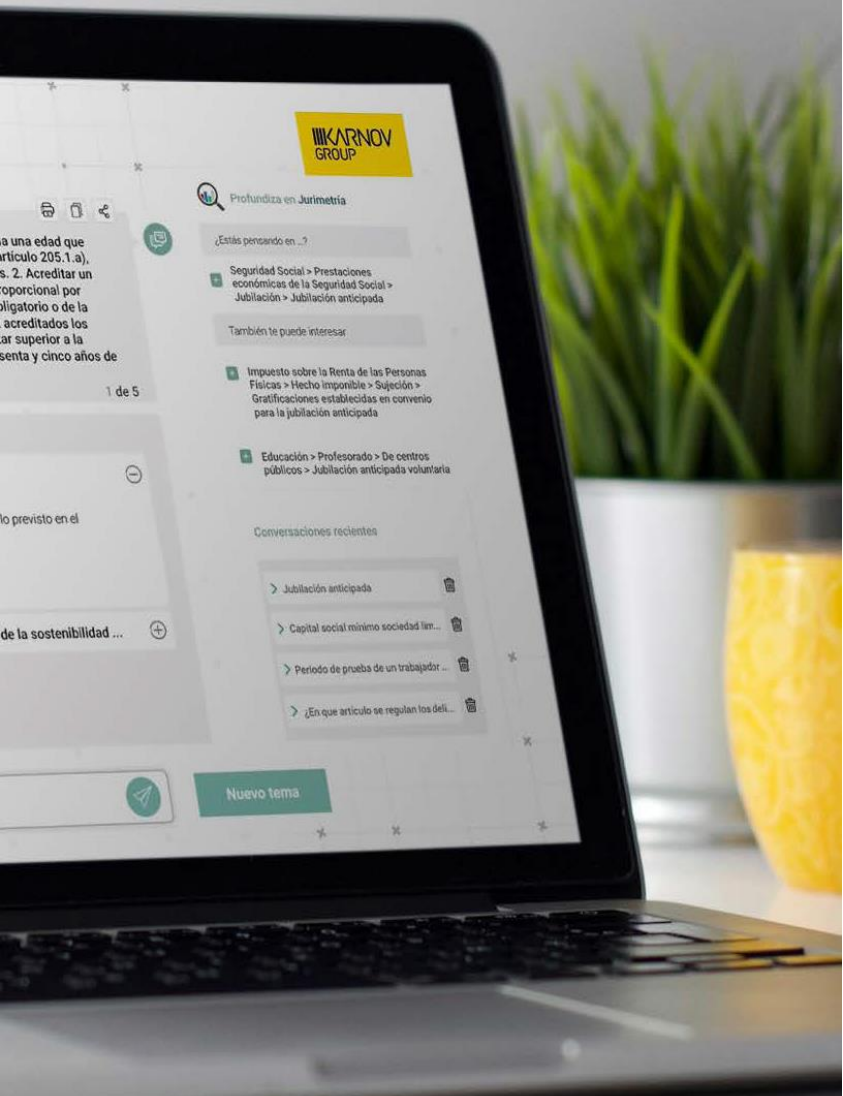 KARNOV
GROUP
Profundiza en Jurimetría
¿Estás pensando en ...?
Seguridad Social > Prestaciones
económicas de la Seguridad Social >
Jubilación > Jubilación anticipada
También te puede interesar
Impuesto sobre la Renta de las Personas
Físicas > Hecho imponible > Sujeción >
Gratificaciones establecidas en convenio
para la jubilación anticipada
Educación > Profesorado > De centros
públicos > Jubilación anticipada voluntaria
Conversaciones recientes
Jubilación anticipada
Capital social mínimo sociedad lim...
Periodo de prueba de un trabajador ...
¿En que articulo se regulan los deli...
Nuevo tema
a una edad que
artículo 205.1.a),
s. 2. Acreditar un
roporcional por
bligatorio o de la
acreditados los
tar superior a la
senta y cinco años de
1 de 5
lo previsto en el
de la sostenibilidad ...